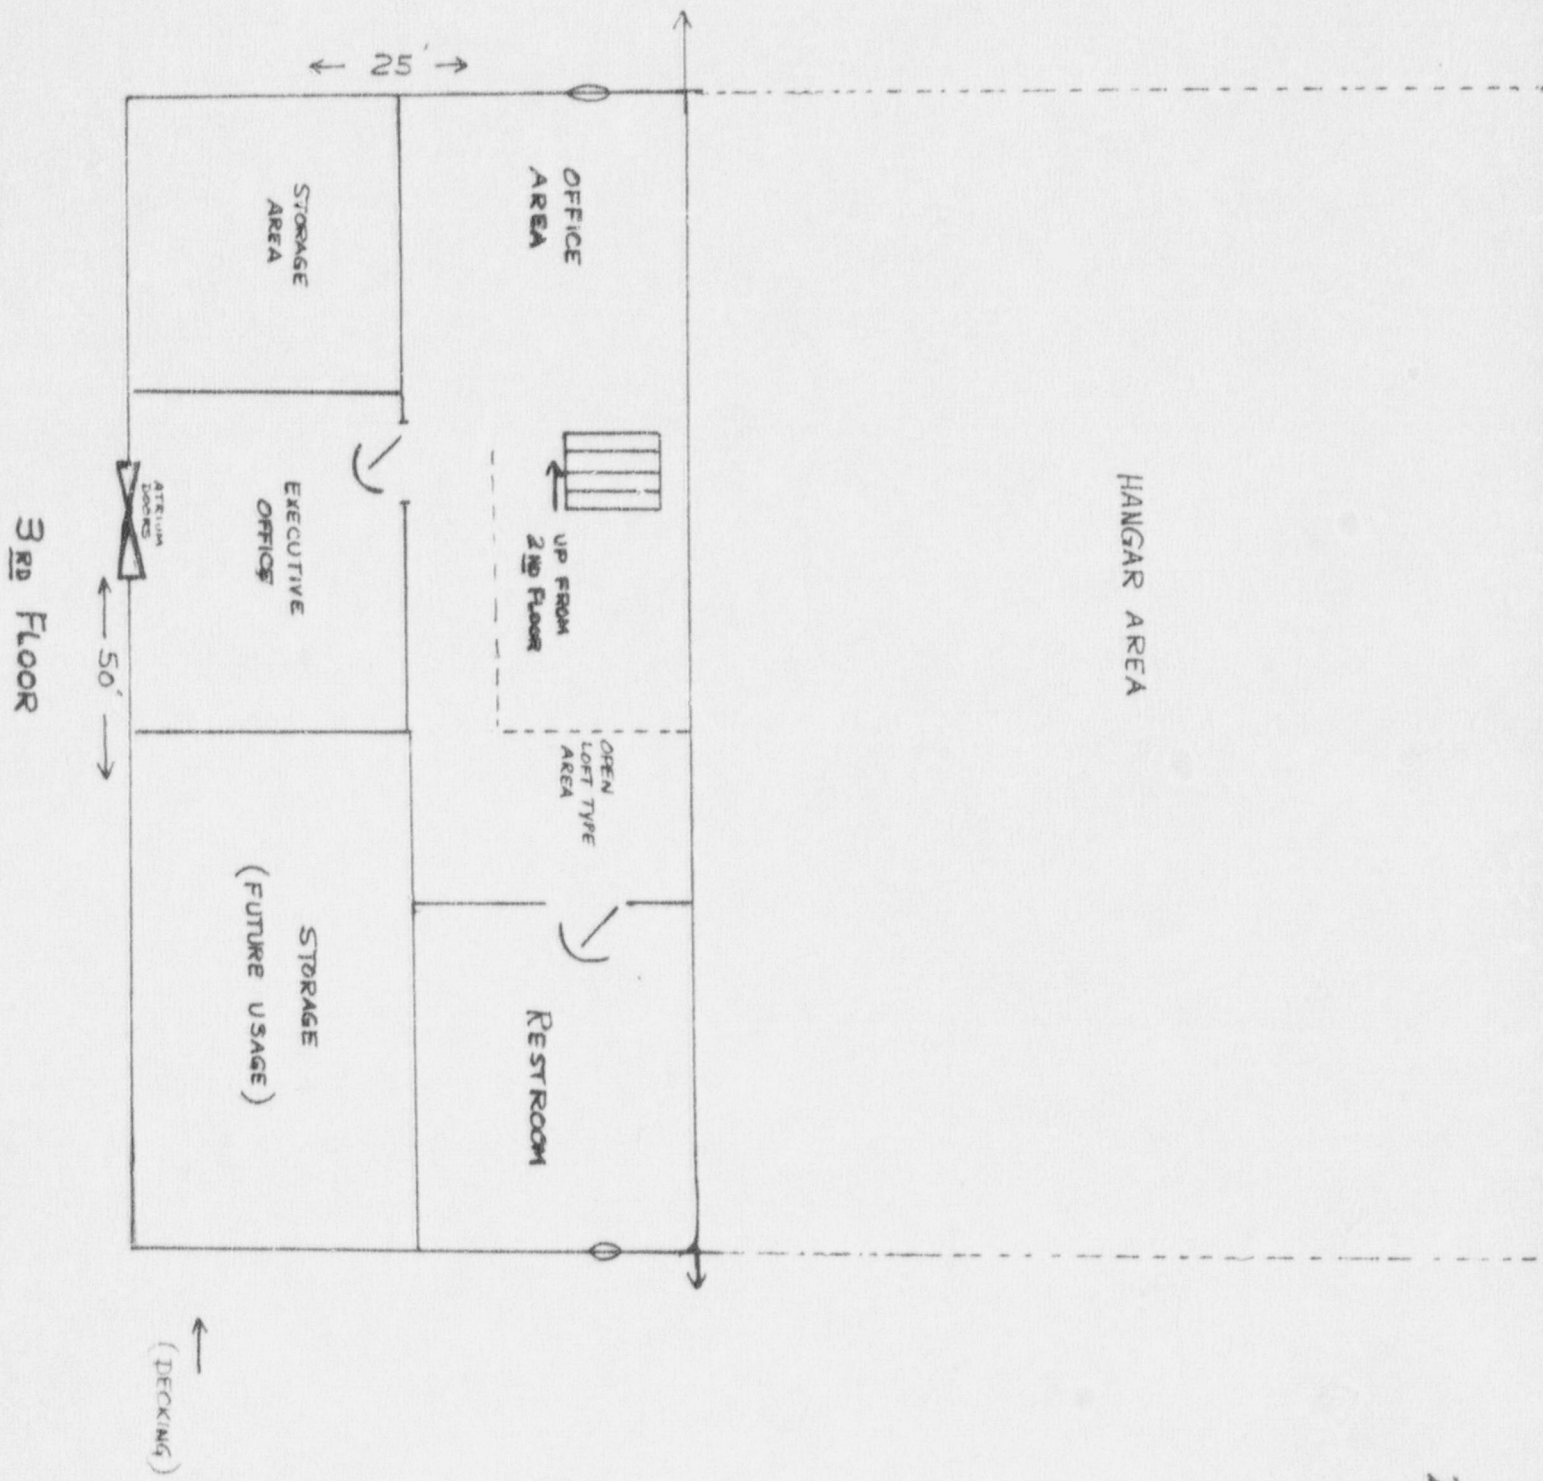 HANGAR AREA
25'
OFFICE
AREA
STORAGE
AREA
UP FROM
2ND FLOOR
EXECUTIVE
OFFICE
ATRIUM
DOORS
OPEN
LOFT TYPE
AREA
RESTROOM
STORAGE
(FUTURE USAGE)
50'
3RD FLOOR
(DECKING)